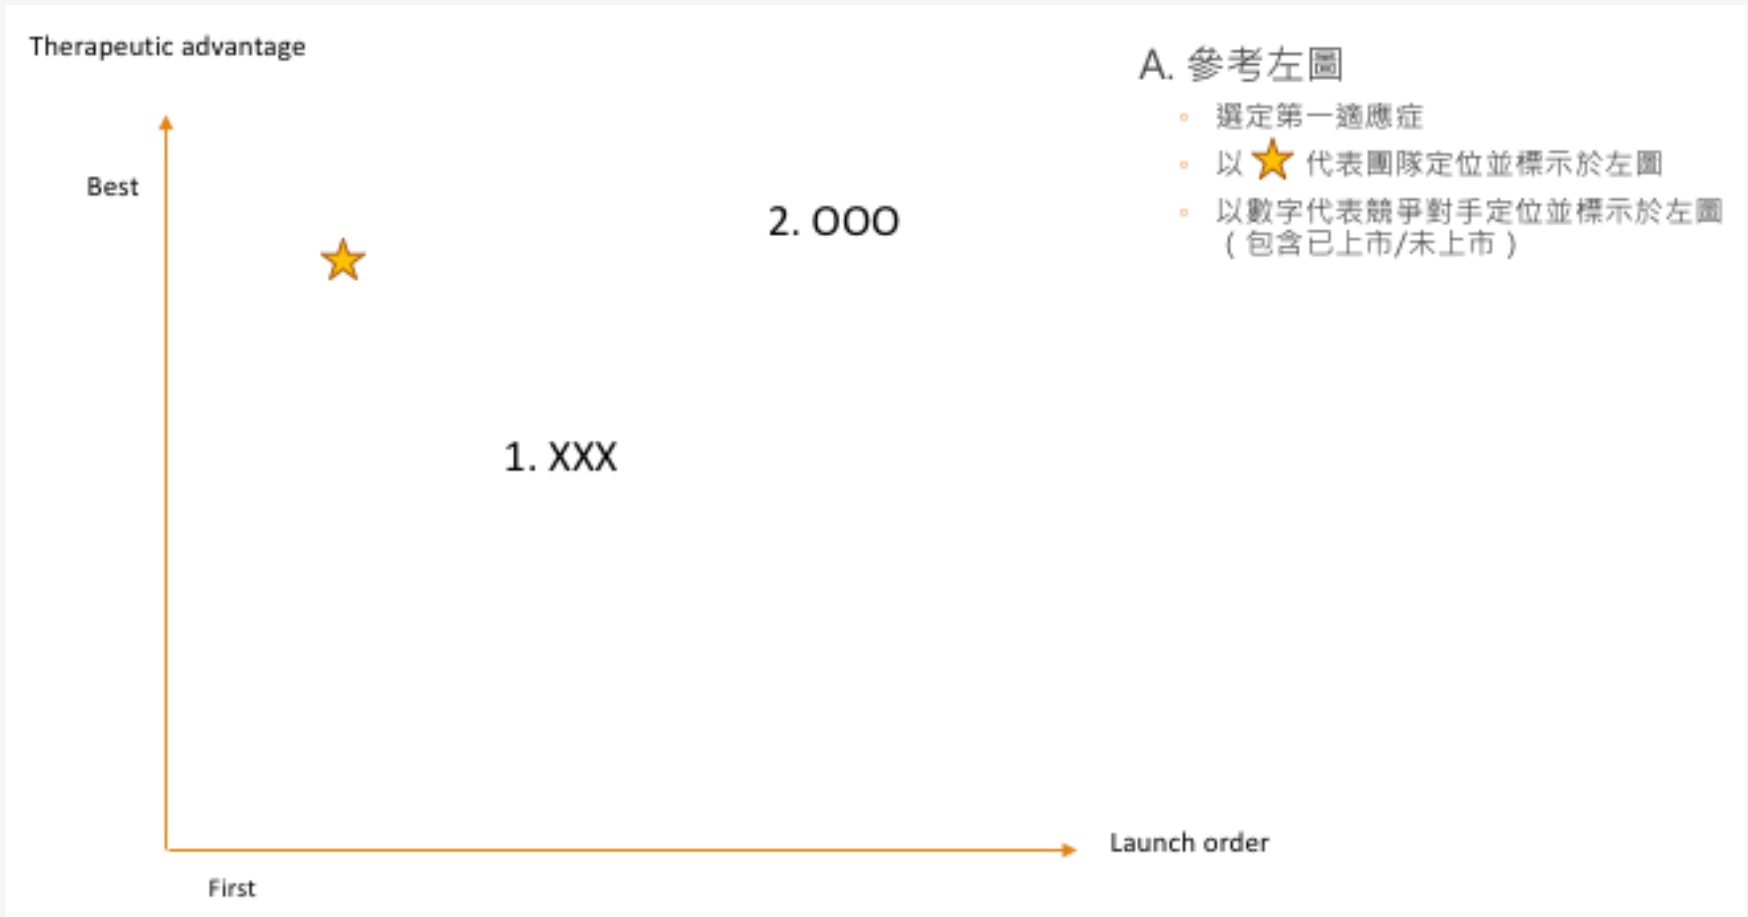 Therapeutic advantage
Best
2. OOO
1. XXX
Launch order
First
A. 參考左圖
選定第一適應症
以 代表團隊定位並標示於左圖
以數字代表競爭對手定位並標示於左圖
(包含已上市/未上市)